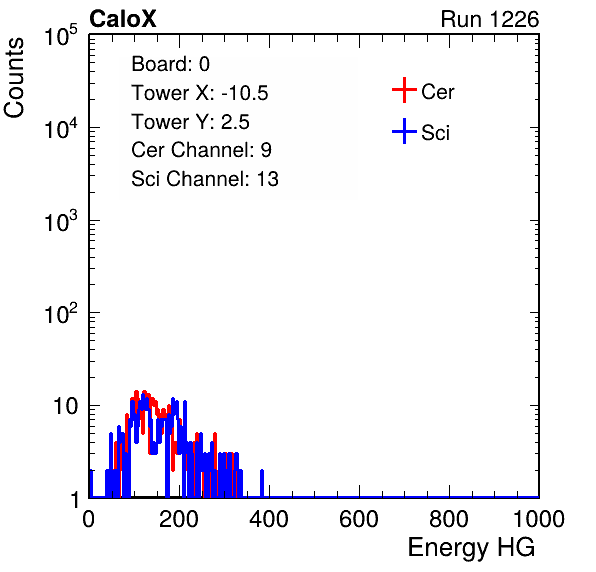 CaloX Run 1226
Counts
10^5
10^4
10^3
10^2
10
1
Board: 0
Tower X: -10.5
Tower Y: 2.5
Cer Channel: 9
Sci Channel: 13
Cer
Sci
0 200 400 600 800 1000
Energy HG